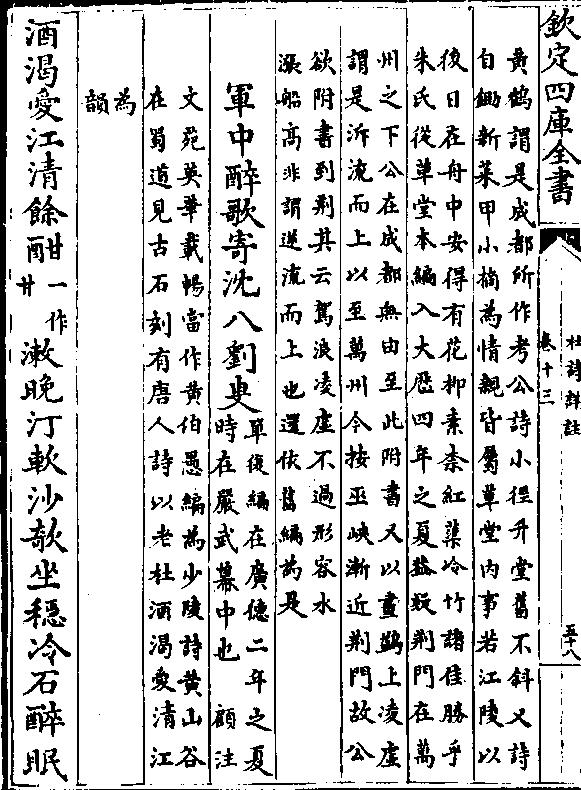 欽定四庫全書
杜詩詳註
卷十三
五十八
黄鶴謂是成都所作考公詩小徑升堂舊不斜又詩
自鋤新菜甲小摘為情親皆屬草堂内事若江陵以
後日在舟中安得有花栁素柰紅蕖冷竹諸佳勝乎
朱氏從草堂本編入大厯四年之夏益疑荆門在萬
州之下公在成都無由至此附書又以畫鷁上凌虛
謂是泝流而上以至萬州今按巫峽漸近荆門故公
欲附書到荆其云駕浪凌虛不過形容水
漲船高非謂逆流而上也還依舊編為是
軍中醉歌寄沈八劉叟
單復編在廣德二年之夏
時在嚴武幕中也 顧注
文苑英華載暢當作黄伯愚編為少陵詩黄山谷
在蜀道見古石刻有唐人詩以老杜酒渴愛清江
為
韻
酒渴愛江清餘酣
一作
甘
漱晚汀軟沙欹坐穩冷石醉眠